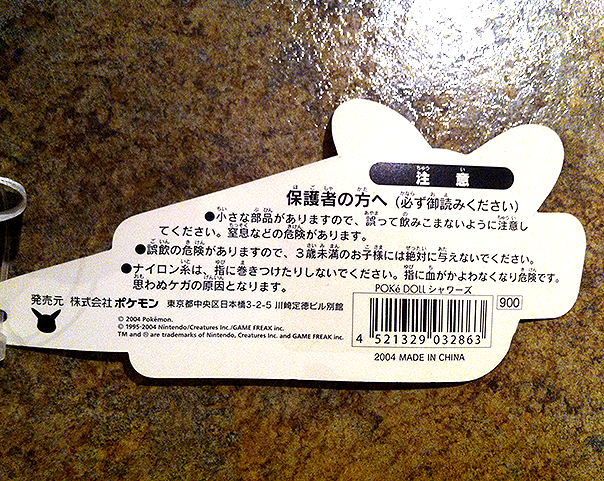 注意
保護者の方へ（必ず御読みください）
●小さな部品がありますので、誤って飲みこまないように注意し
てください。窒息などの危険があります。
●誤飲の危険がありますので、３歳未満のお子様には絶対に与えないでください。
●ナイロン糸は、指に巻きつけたりしないでください。指に血がかよわなくなり危険です。
思わぬケガの原因となります。
POKé DOLL シャワーズ
900
発売元 株式会社ポケモン 東京都中央区日本橋3-2-5 川崎定徳ビル別館
© 2004 Pokémon.
© 1995-2004 Nintendo/Creatures Inc./GAME FREAK inc.
TM and ® are trademarks of Nintendo, Creatures Inc. and GAME FREAK inc.
4 521329 032863
2004 MADE IN CHINA